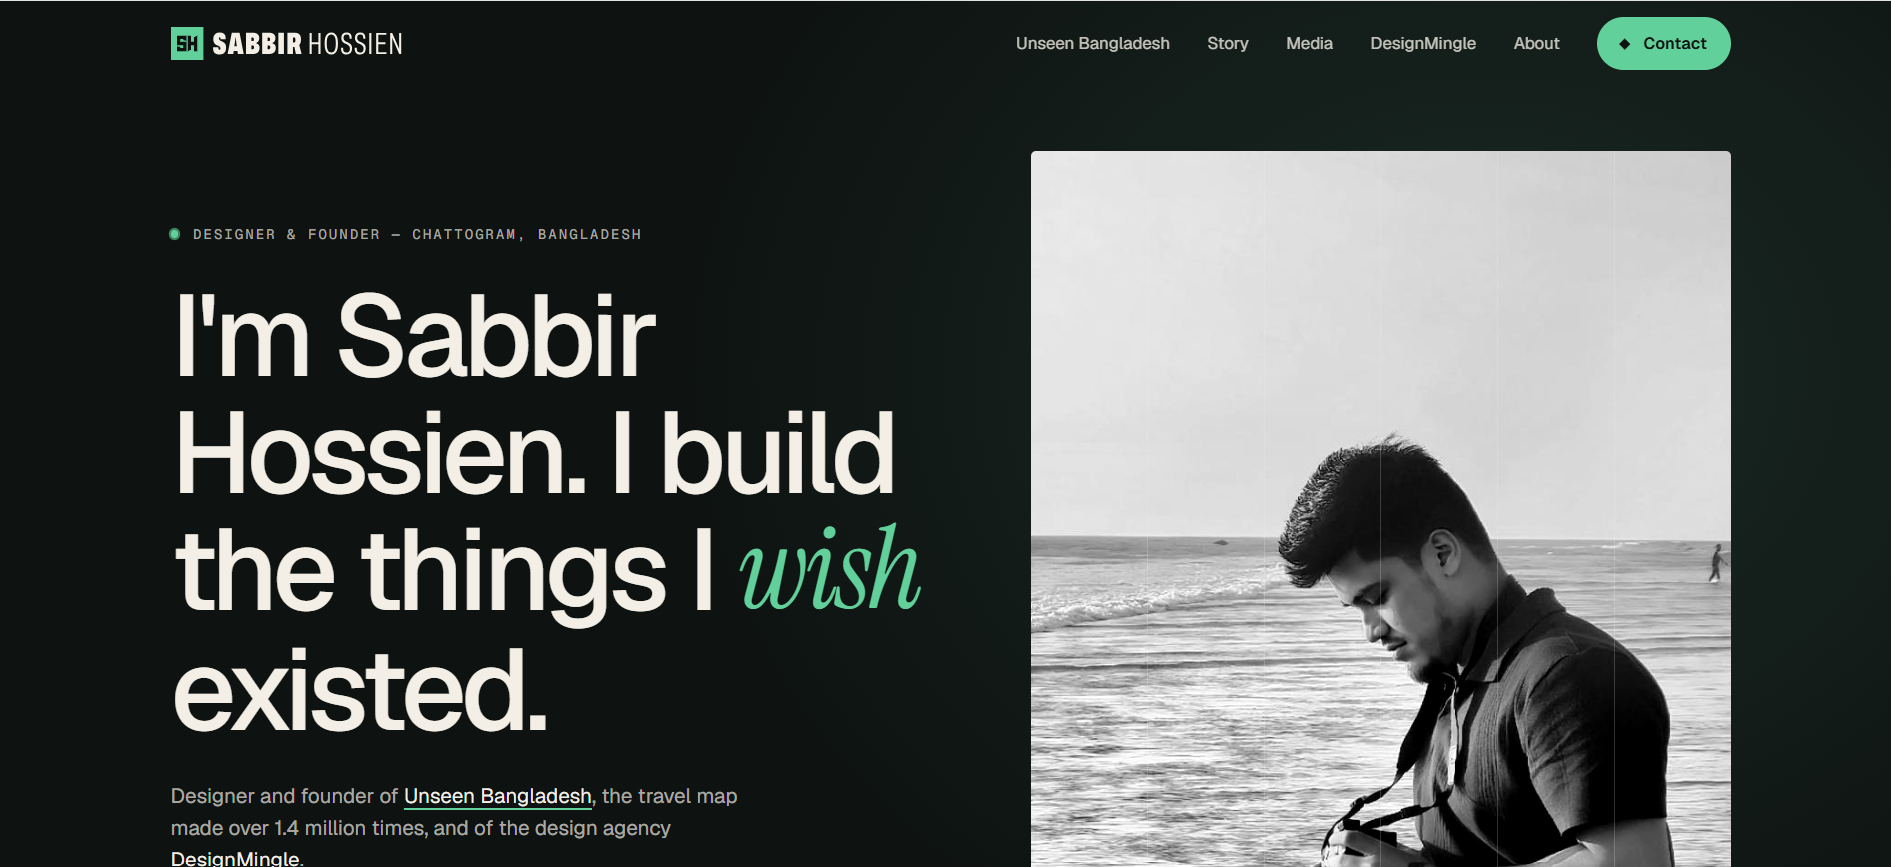 SH SABBIR HOSSIEN
Unseen Bangladesh Story Media DesignMingle About Contact
DESIGNER & FOUNDER — CHATTOGRAM, BANGLADESH
I'm Sabbir
Hossien. I build
the things I wish
existed.
Designer and founder of Unseen Bangladesh, the travel map
made over 1.4 million times, and of the design agency
DesignMingle.